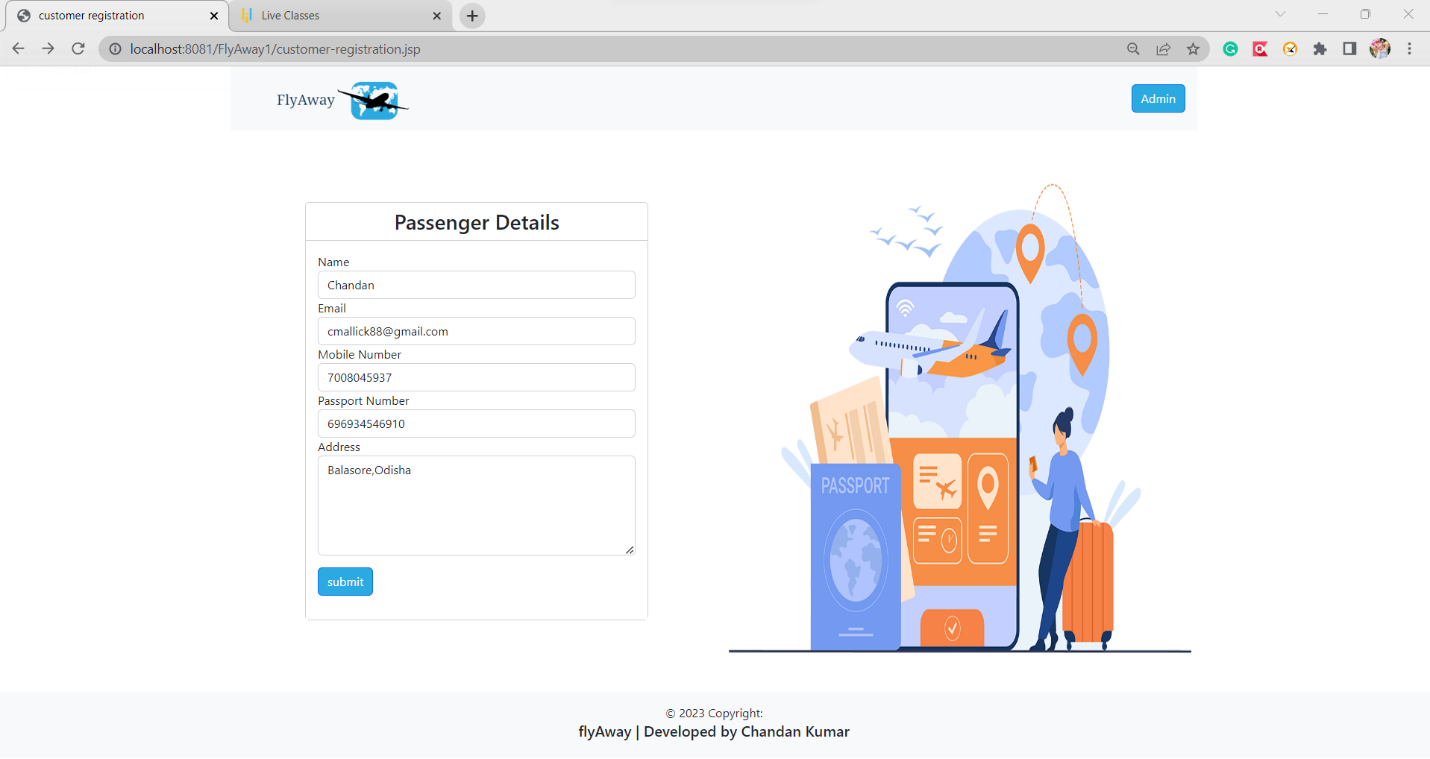 customer registration
Live Classes
localhost:8081/FlyAway1/customer-registration.jsp
FlyAway
Admin
Passenger Details
Name
Chandan
Email
cmallick88@gmail.com
Mobile Number
7008045937
Passport Number
696934546910
Address
Balasore,Odisha
submit
PASSPORT
© 2023 Copyright:
flyAway | Developed by Chandan Kumar